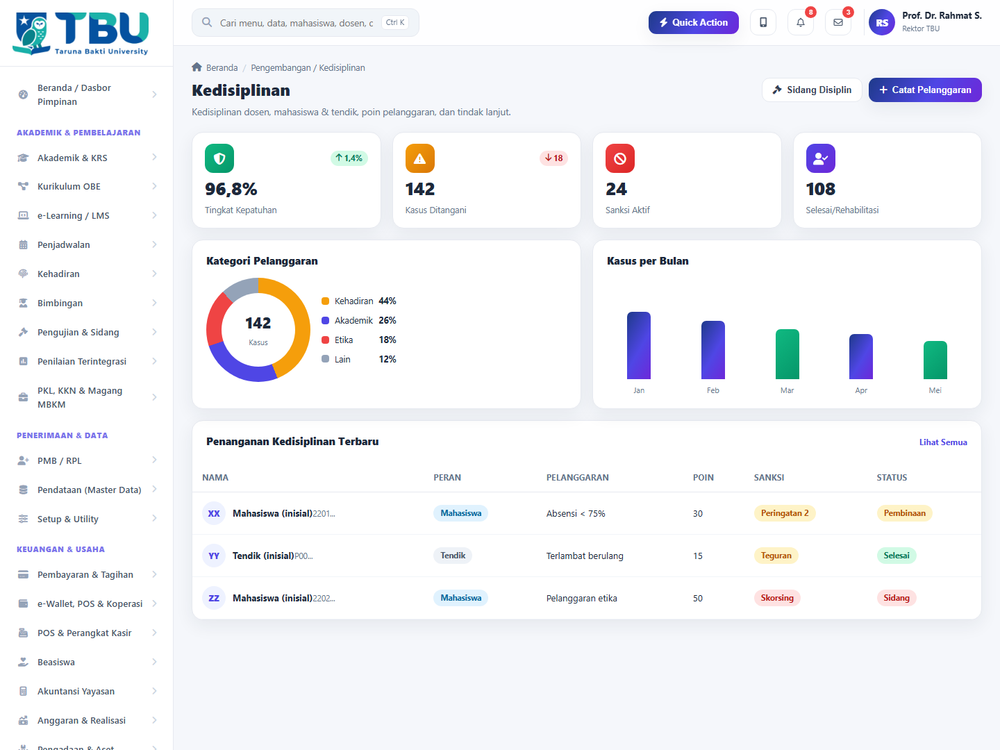 TBU
Taruna Bakti University
Cari menu, data, mahasiswa, dosen, c
Ctrl K
Quick Action
8
3
RS
Prof. Dr. Rahmat S.
Rektor TBU
Beranda / Dasbor
Pimpinan
AKADEMIK & PEMBELAJARAN
Akademik & KRS
Kurikulum OBE
e-Learning / LMS
Penjadwalan
Kehadiran
Bimbingan
Pengujian & Sidang
Penilaian Terintegrasi
PKL, KKN & Magang
MBKM
PENERIMAAN & DATA
PMB / RPL
Pendataan (Master Data)
Setup & Utility
KEUANGAN & USAHA
Pembayaran & Tagihan
e-Wallet, POS & Koperasi
POS & Perangkat Kasir
Beasiswa
Akuntansi Yayasan
Anggaran & Realisasi
Pengadaan & Aset
Beranda / Pengembangan / Kedisiplinan
Kedisiplinan
Kedisiplinan dosen, mahasiswa & tendik, poin pelanggaran, dan tindak lanjut.
Sidang Disiplin
Catat Pelanggaran
1,4%
96,8%
Tingkat Kepatuhan
18
142
Kasus Ditangani
24
Sanksi Aktif
108
Selesai/Rehabilitasi
Kategori Pelanggaran
142
Kasus
Kehadiran 44%
Akademik 26%
Etika 18%
Lain 12%
Kasus per Bulan
Jan Feb Mar Apr Mei
Penanganan Kedisiplinan Terbaru
Lihat Semua
NAMA PERAN PELANGGARAN POIN SANKSI STATUS
XX Mahasiswa (inisial)2201... Mahasiswa Absensi < 75% 30 Peringatan 2 Pembinaan
YY Tendik (inisial)P00... Tendik Terlambat berulang 15 Teguran Selesai
ZZ Mahasiswa (inisial)2202... Mahasiswa Pelanggaran etika 50 Skorsing Sidang